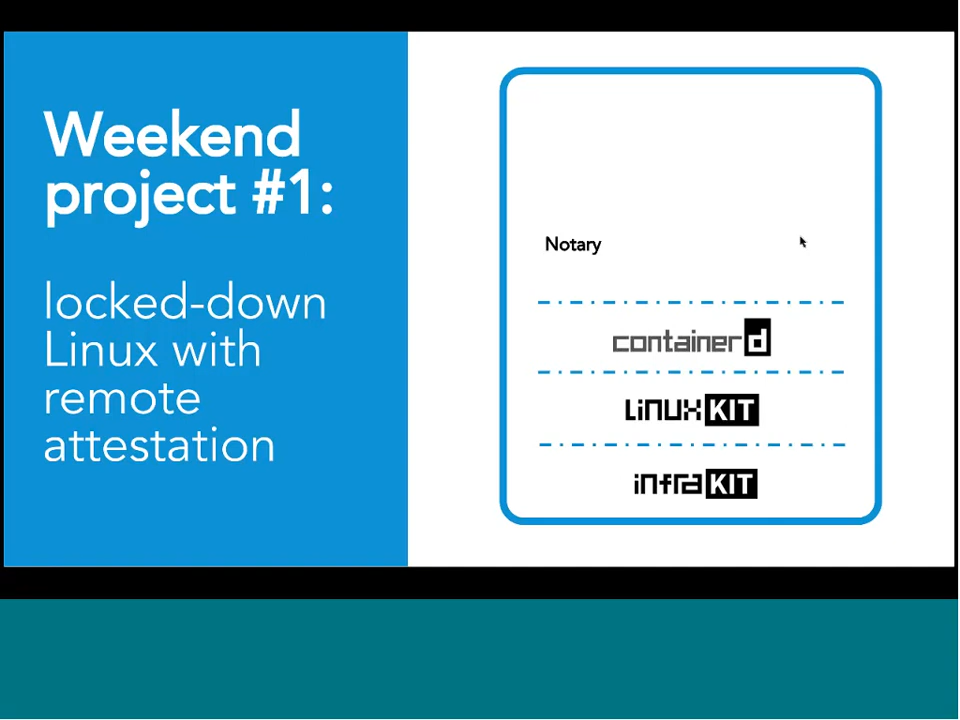 Weekend
project #1:
locked-down
Linux with
remote
attestation
Notary
containerd
LinuxKIT
infraKIT